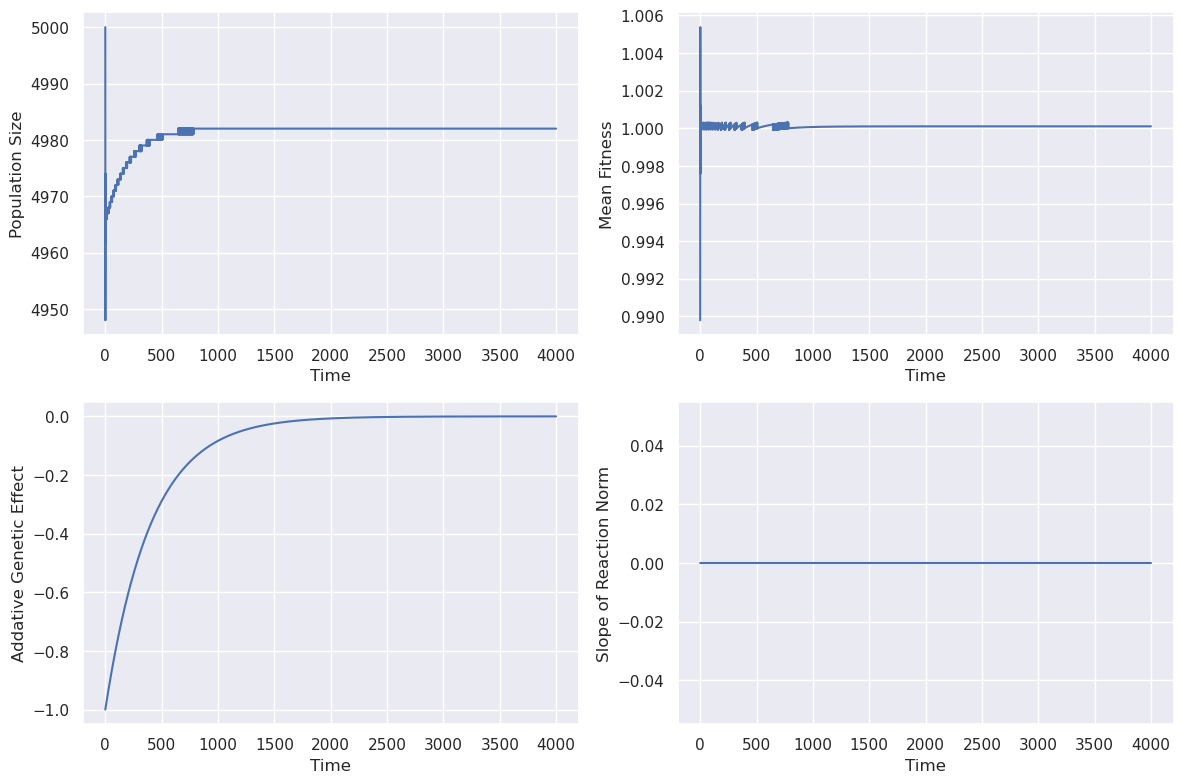 5000
4990
4980
4970
4960
4950
Population Size
0 500 1000 1500 2000 2500 3000 3500 4000
Time
1.006
1.004
1.002
1.000
0.998
0.996
0.994
0.992
0.990
Mean Fitness
0 500 1000 1500 2000 2500 3000 3500 4000
Time
0.0
−0.2
−0.4
−0.6
−0.8
−1.0
Addative Genetic Effect
0 500 1000 1500 2000 2500 3000 3500 4000
Time
0.04
0.02
0.00
−0.02
−0.04
Slope of Reaction Norm
0 500 1000 1500 2000 2500 3000 3500 4000
Time